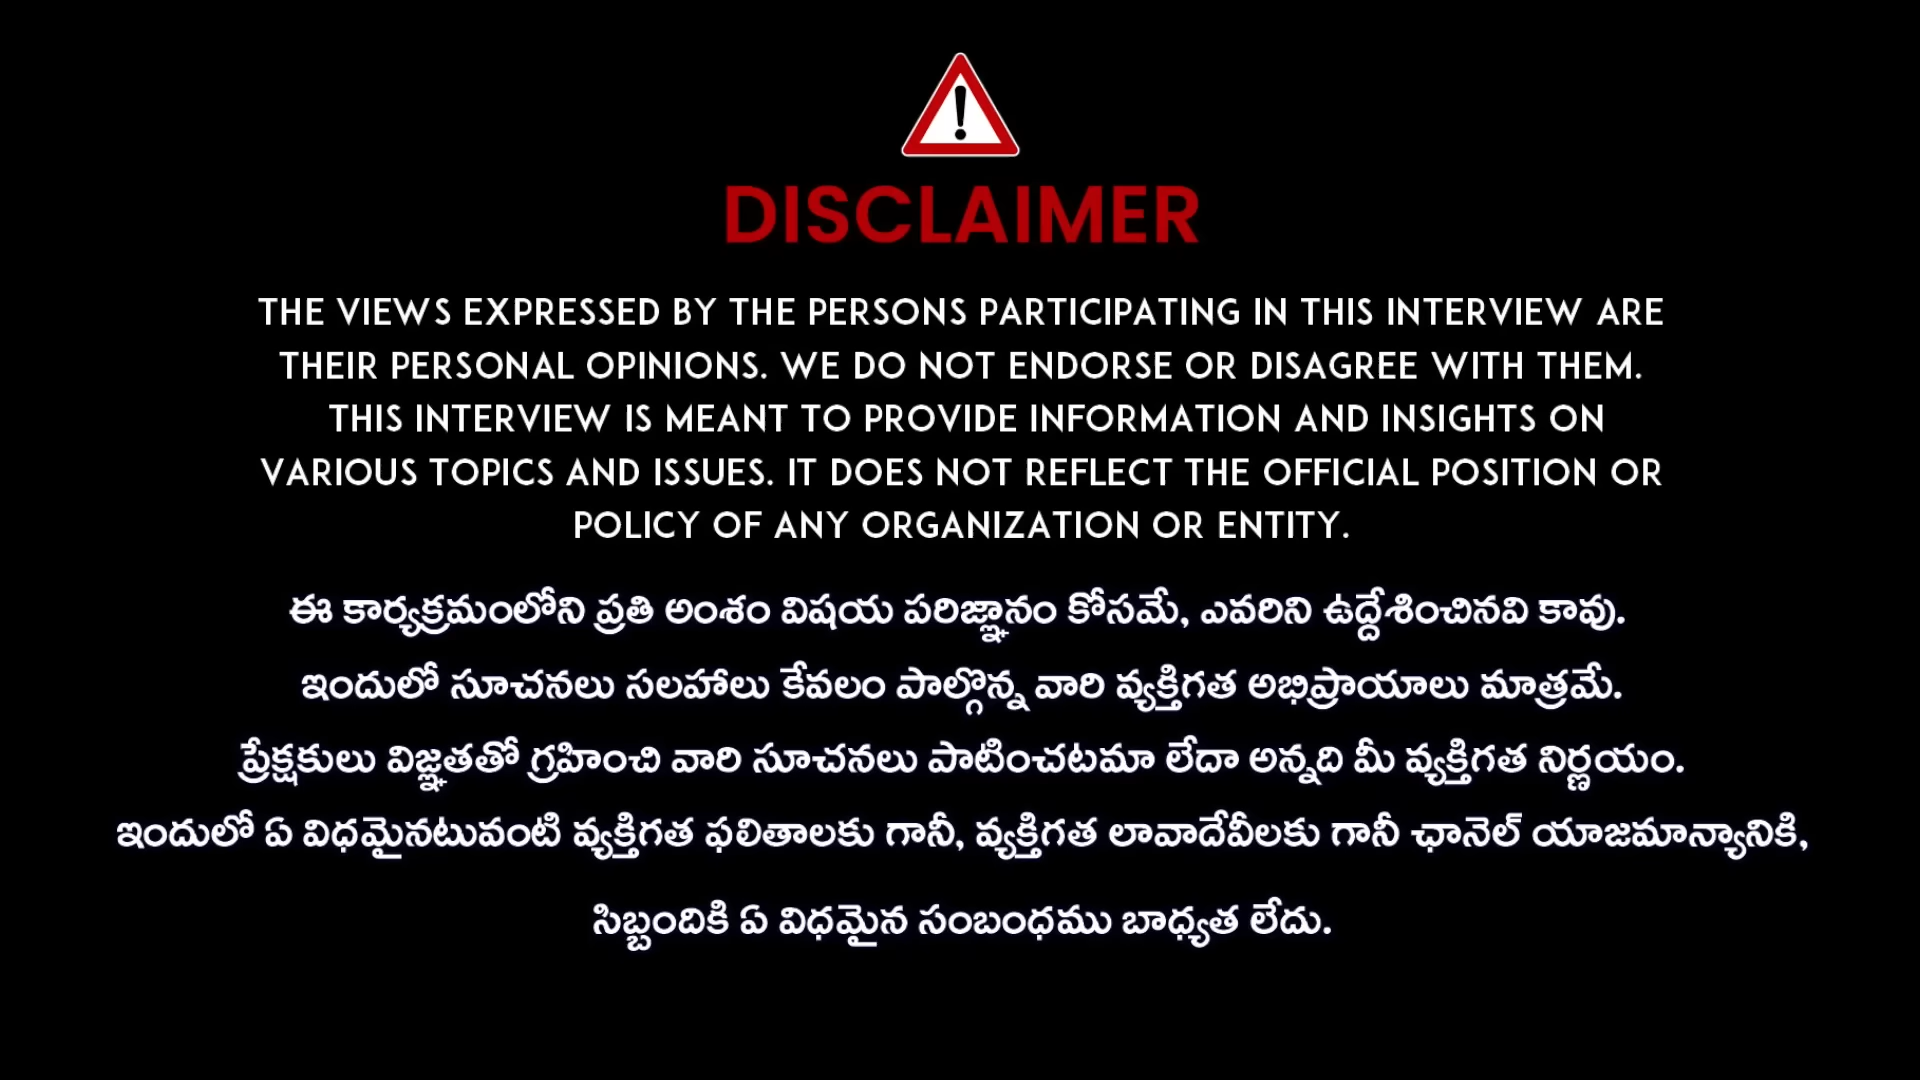 DISCLAIMER
THE VIEWS EXPRESSED BY THE PERSONS PARTICIPATING IN THIS INTERVIEW ARE
THEIR PERSONAL OPINIONS. WE DO NOT ENDORSE OR DISAGREE WITH THEM.
THIS INTERVIEW IS MEANT TO PROVIDE INFORMATION AND INSIGHTS ON
VARIOUS TOPICS AND ISSUES. IT DOES NOT REFLECT THE OFFICIAL POSITION OR
POLICY OF ANY ORGANIZATION OR ENTITY.
ఈ కార్యక్రమంలోని ప్రతి అంశం విషయ పరిజ్ఞానం కోసమే, ఎవరిని ఉద్దేశించినవి కావు.
ఇందులో సూచనలు సలహాలు కేవలం పాల్గొన్న వారి వ్యక్తిగత అభిప్రాయాలు మాత్రమే.
ప్రేక్షకులు విజ్ఞతతో గ్రహించి వారి సూచనలు పాటించటమా లేదా అన్నది మీ వ్యక్తిగత నిర్ణయం.
ఇందులో ఏ విధమైనటువంటి వ్యక్తిగత ఫలితాలకు గానీ, వ్యక్తిగత లావాదేవీలకు గానీ ఛానెల్ యాజమాన్యానికి,
సిబ్బందికి ఏ విధమైన సంబంధము బాధ్యత లేదు.